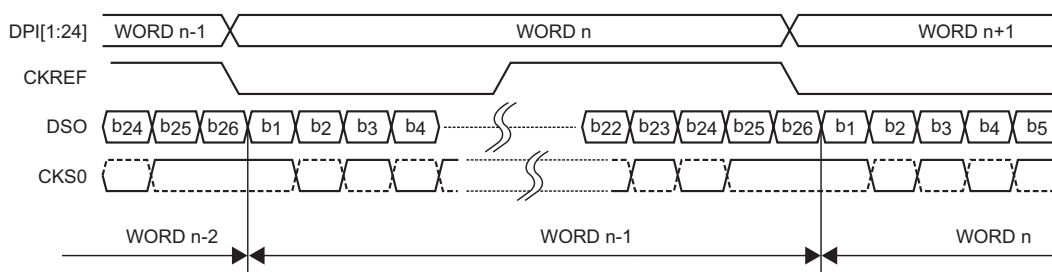 DPI[1:24] WORD n-1 WORD n WORD n+1
CKREF
DSO b24 b25 b26 b1 b2 b3 b4 b22 b23 b24 b25 b26 b1 b2 b3 b4 b5
CKS0
WORD n-2 WORD n-1 WORD n